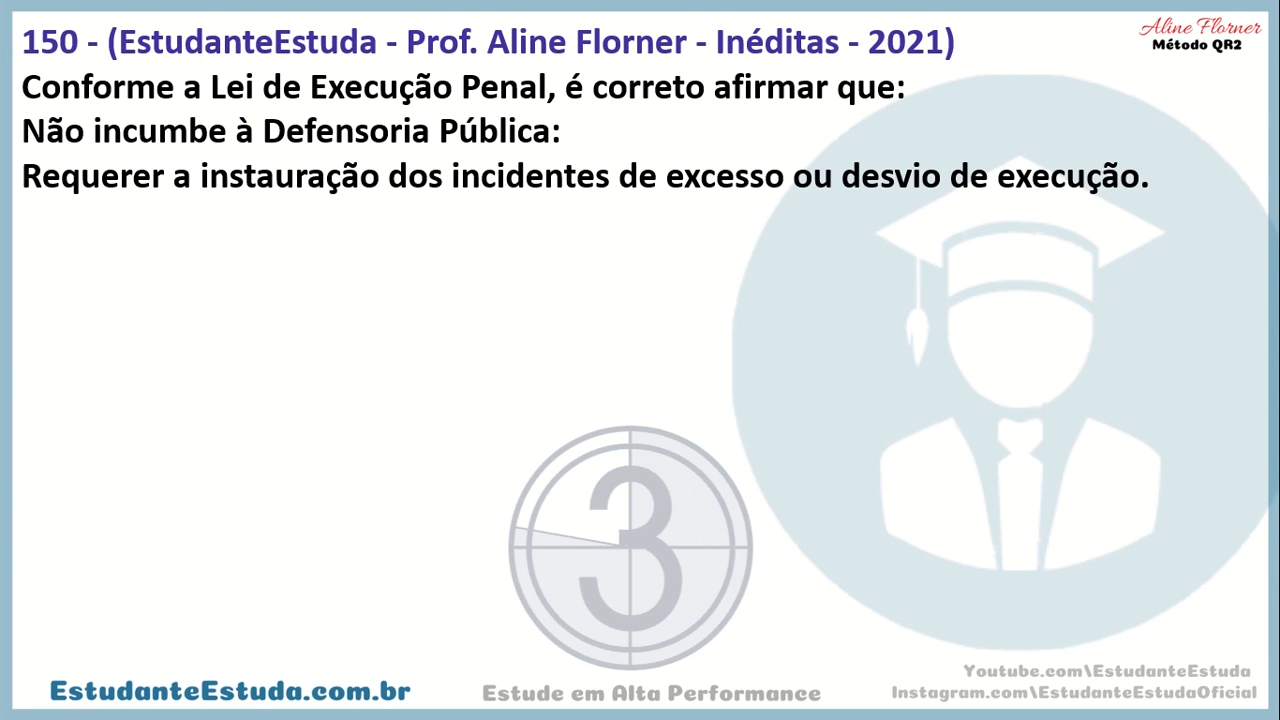 150 - (EstudanteEstuda - Prof. Aline Florner - Inéditas - 2021)
Aline Florner
Método QR2
Conforme a Lei de Execução Penal, é correto afirmar que:
Não incumbe à Defensoria Pública:
Requerer a instauração dos incidentes de excesso ou desvio de execução.
3
EstudanteEstuda.com.br
Estude em Alta Performance
Youtube.com\EstudanteEstuda
Instagram.com\EstudanteEstudaOficial